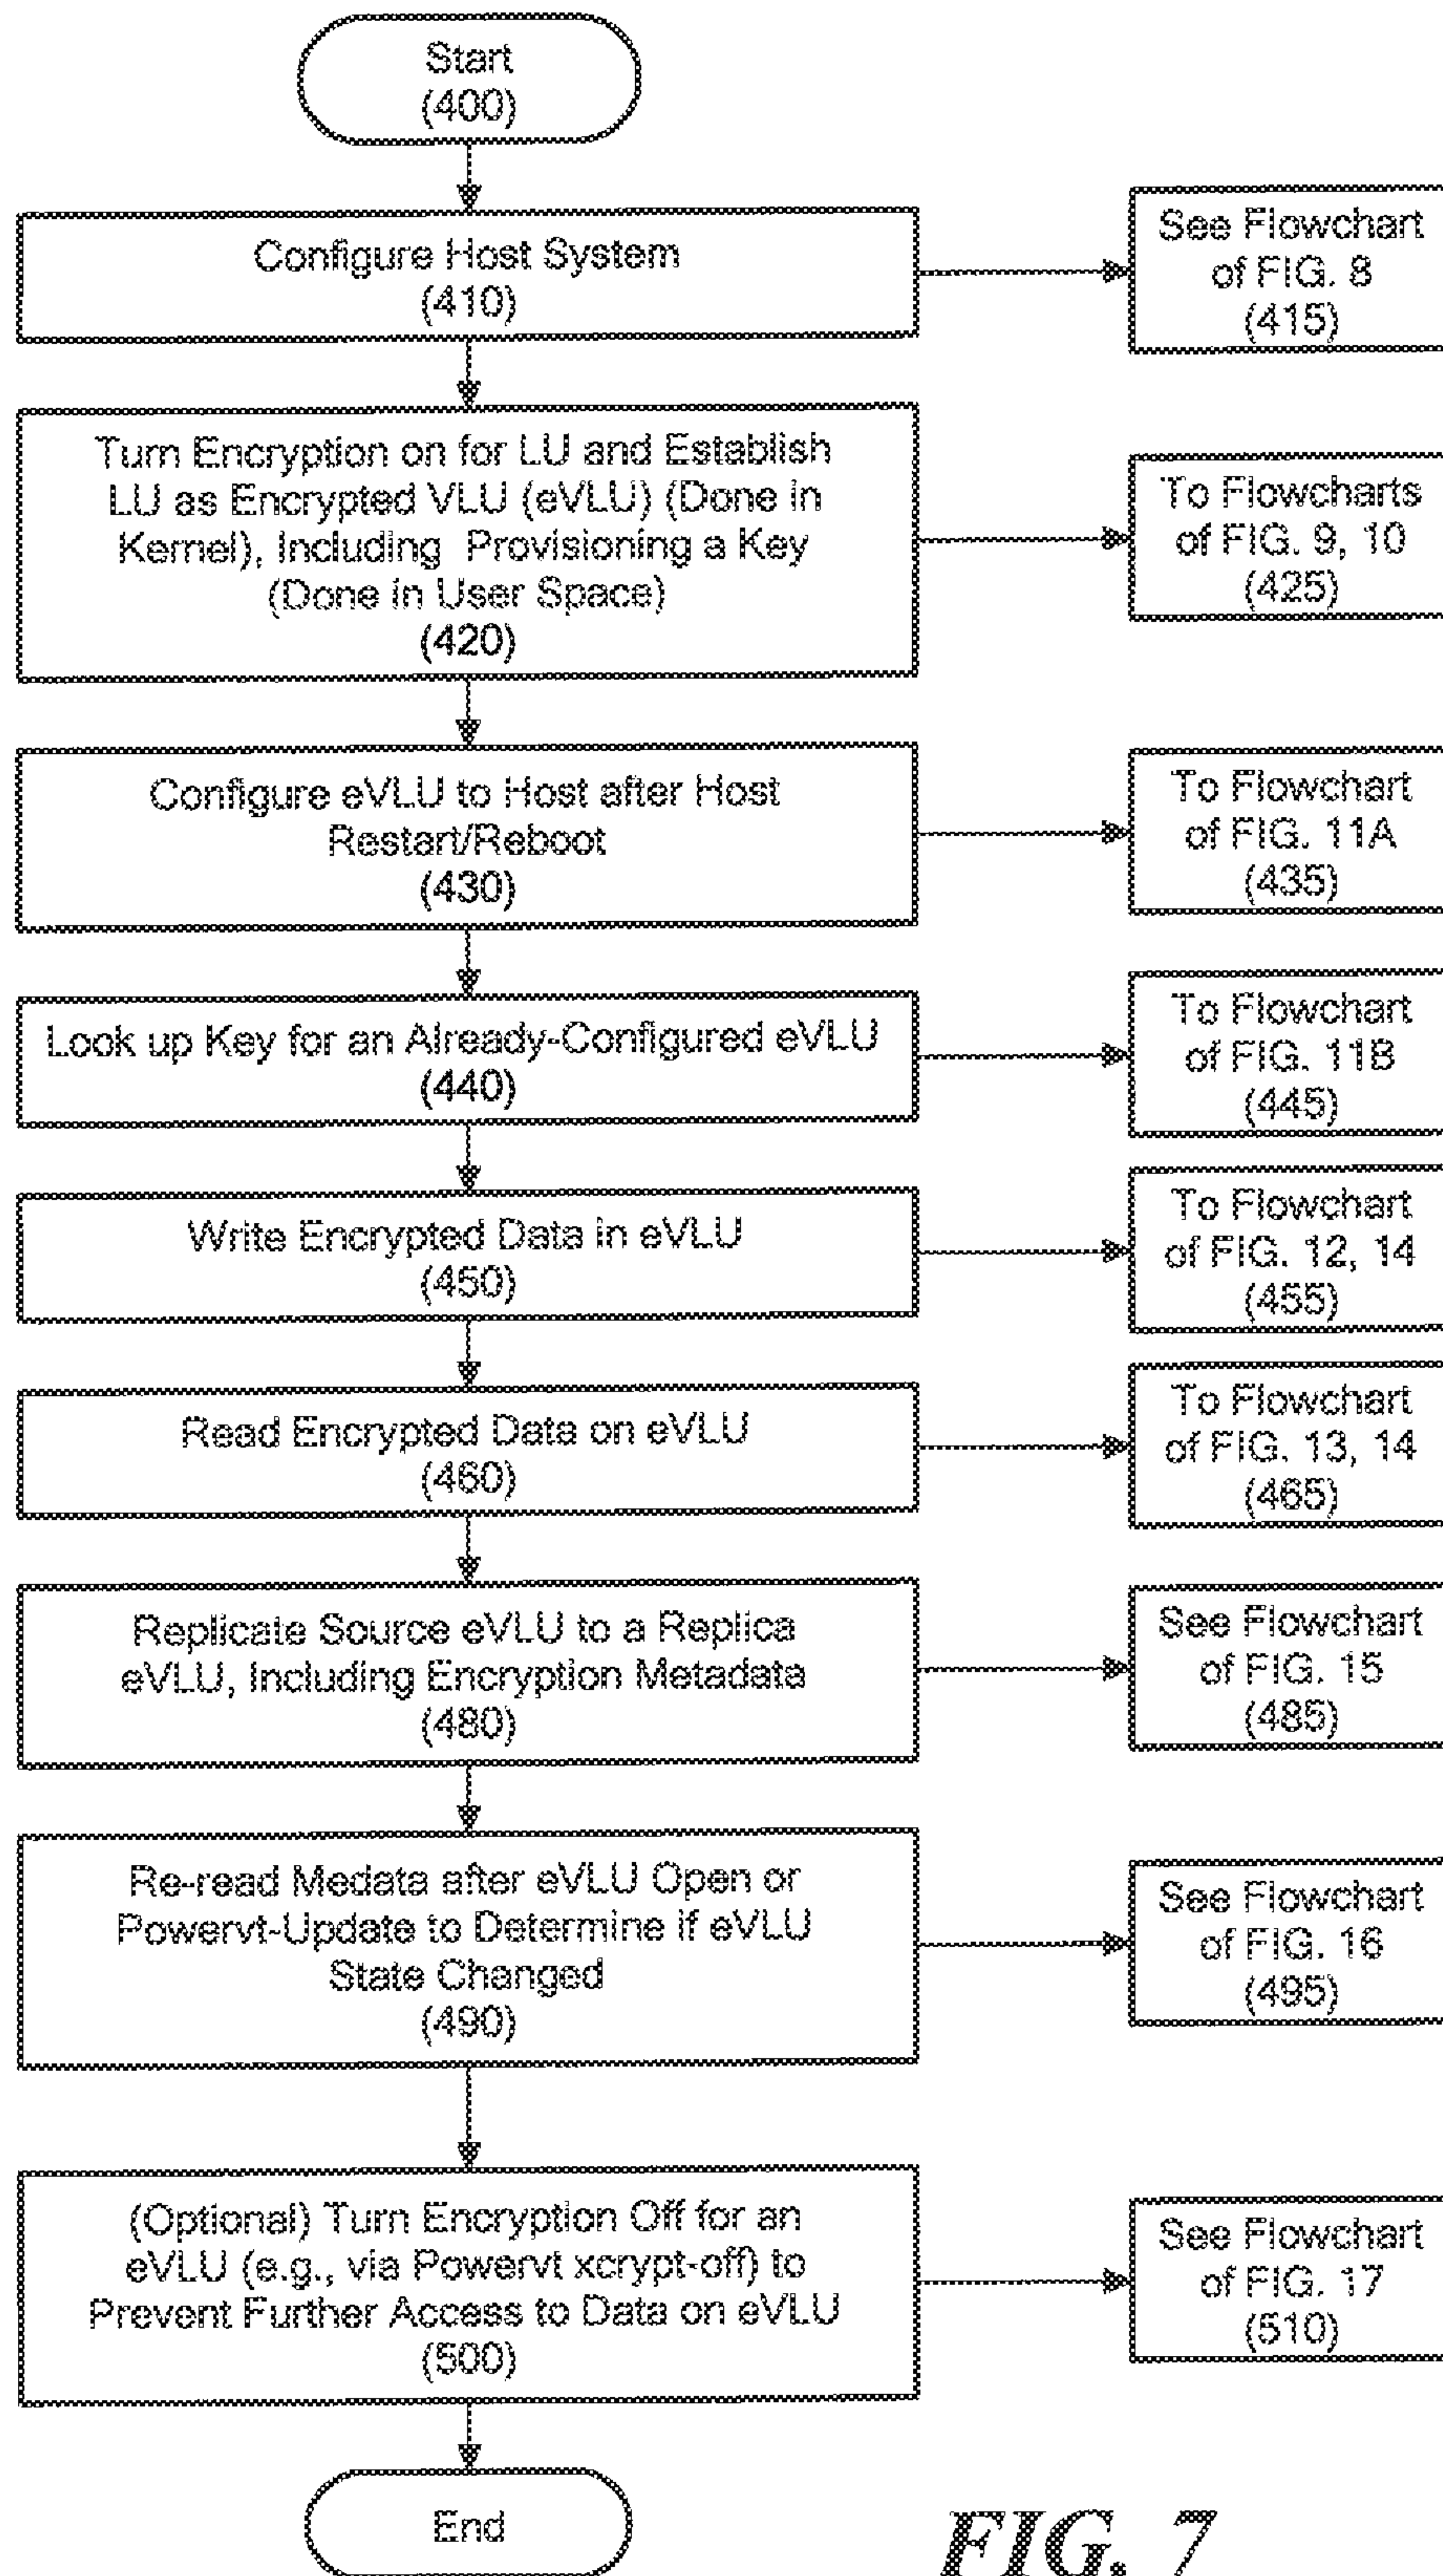 Start
(400)
Configure Host System
(410)
See Flowchart
of FIG. 8
(415)
Turn Encryption on for LU and Establish
LU as Encrypted VLU (eVLU) (Done in
Kernel), Including Provisioning a Key
(Done in User Space)
(420)
To Flowcharts
of FIG. 9, 10
(425)
Configure eVLU to Host after Host
Restart/Reboot
(430)
To Flowchart
of FIG. 11A
(435)
Look up Key for an Already-Configured eVLU
(440)
To Flowchart
of FIG. 11B
(445)
Write Encrypted Data in eVLU
(450)
To Flowchart
of FIG. 12, 14
(455)
Read Encrypted Data on eVLU
(460)
To Flowchart
of FIG. 13, 14
(465)
Replicate Source eVLU to a Replica
eVLU, Including Encryption Metadata
(480)
See Flowchart
of FIG. 15
(485)
Re-read Medata after eVLU Open or
Powervt-Update to Determine if eVLU
State Changed
(490)
See Flowchart
of FIG. 16
(495)
(Optional) Turn Encryption Off for an
eVLU (e.g., via Powervt xcrypt-off) to
Prevent Further Access to Data on eVLU
(500)
See Flowchart
of FIG. 17
(510)
End
FIG. 7